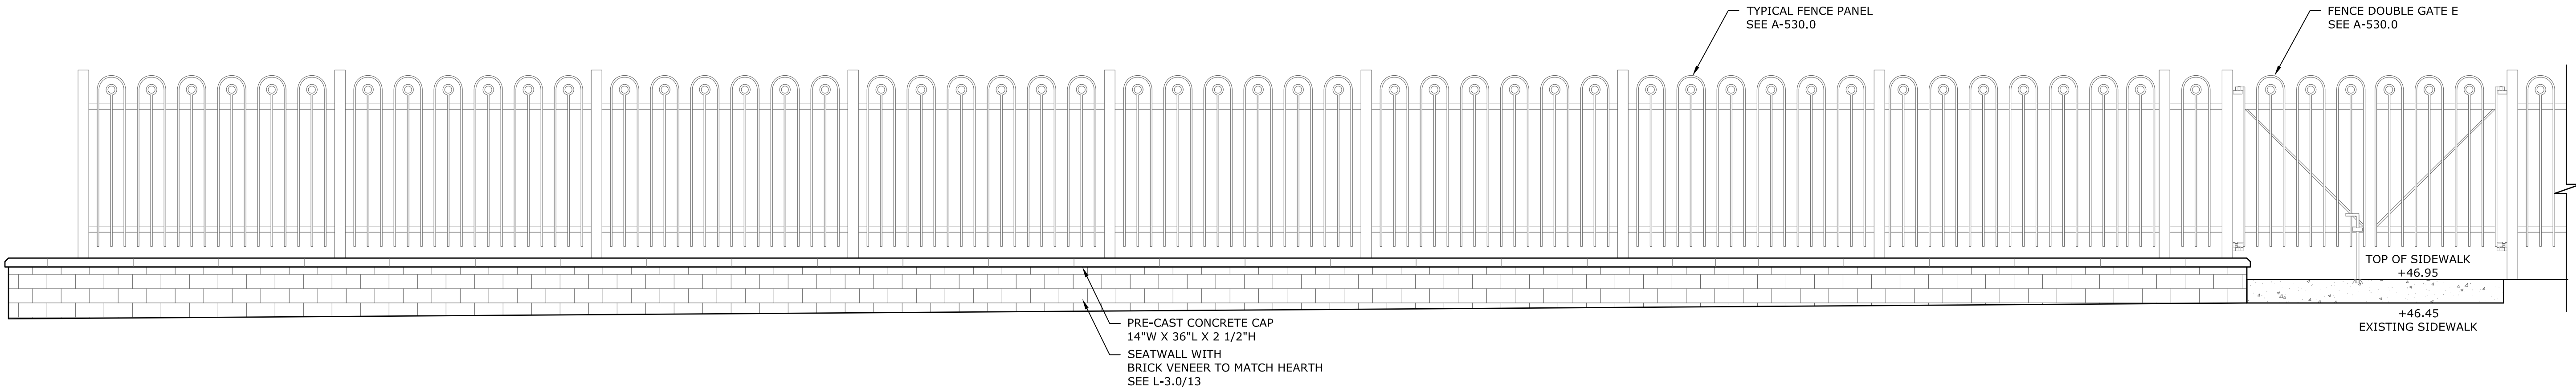 TYPICAL FENCE PANEL
SEE A-530.0
FENCE DOUBLE GATE E
SEE A-530.0
TOP OF SIDEWALK
+46.95
+46.45
EXISTING SIDEWALK
PRE-CAST CONCRETE CAP
14"W X 36"L X 2 1/2"H
SEATWALL WITH
BRICK VENEER TO MATCH HEARTH
SEE L-3.0/13